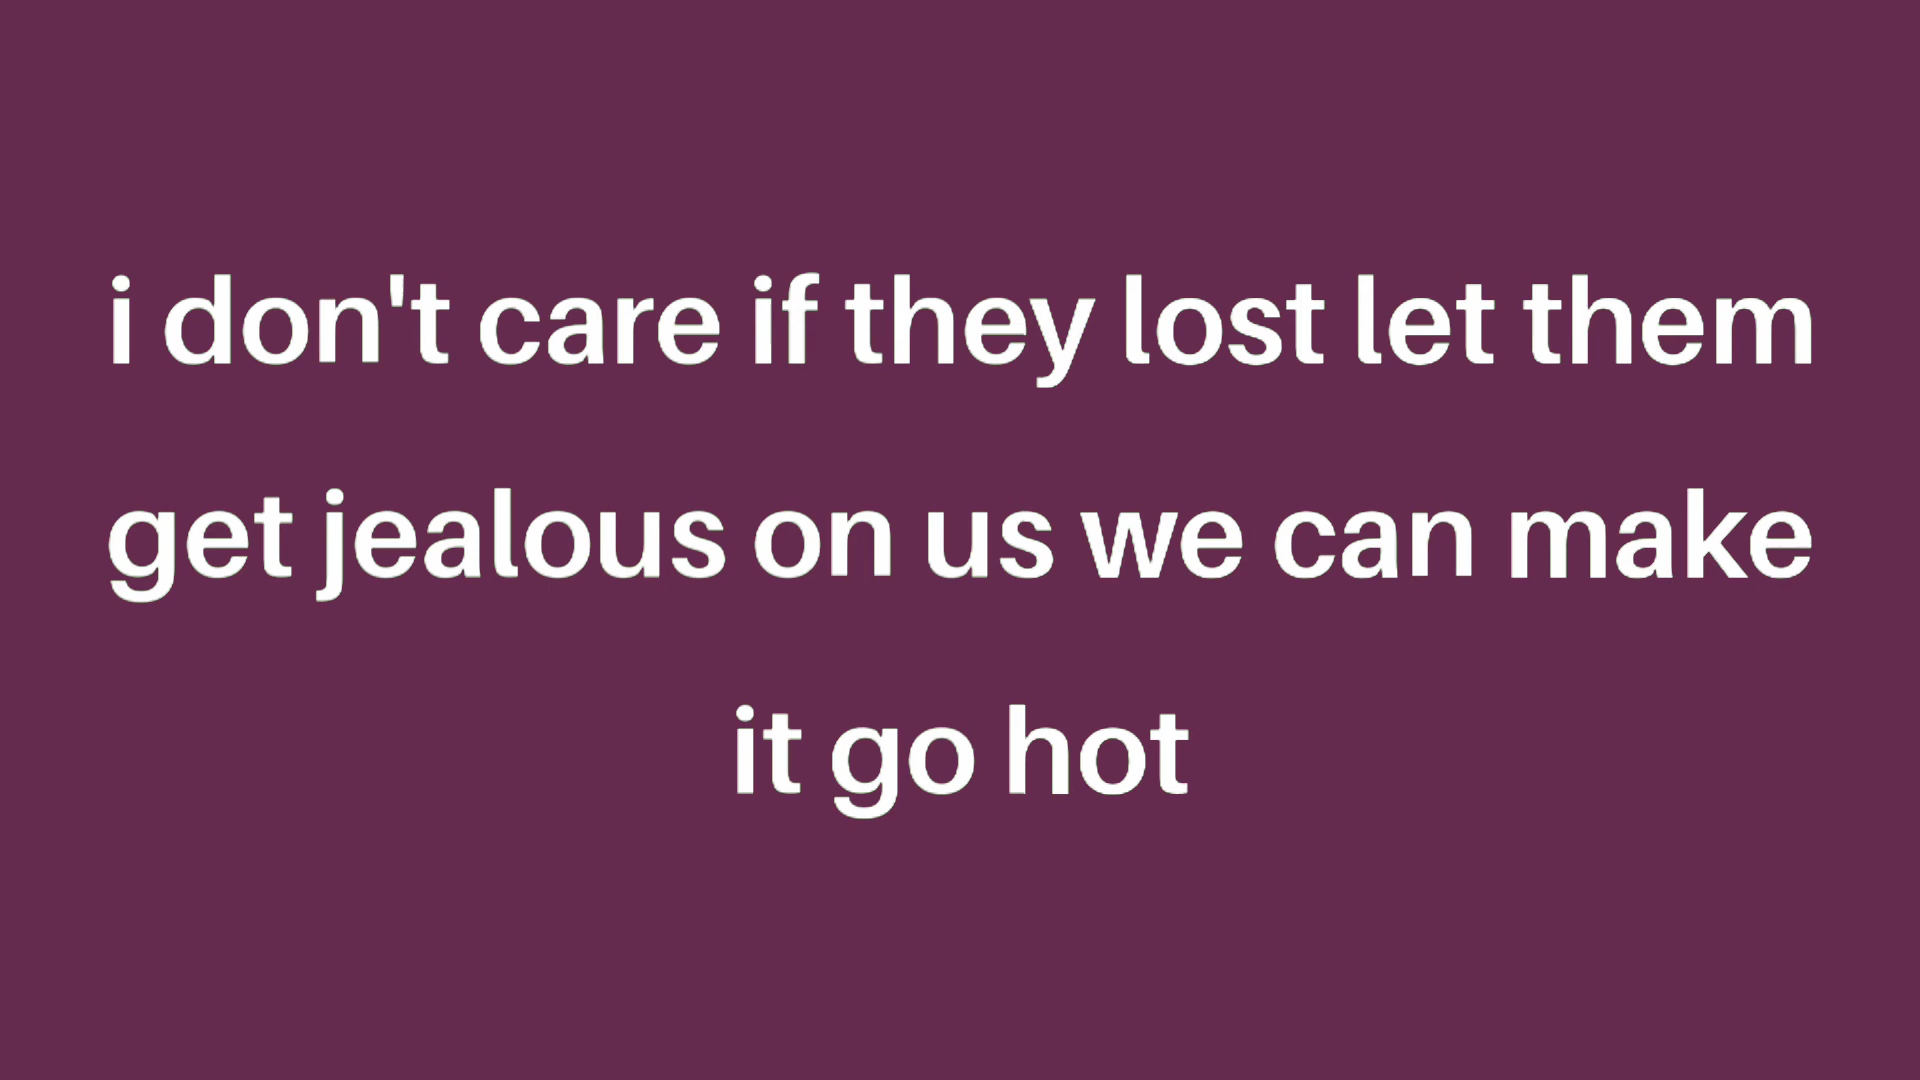 i don't care if they lost let them
get jealous on us we can make
it go hot